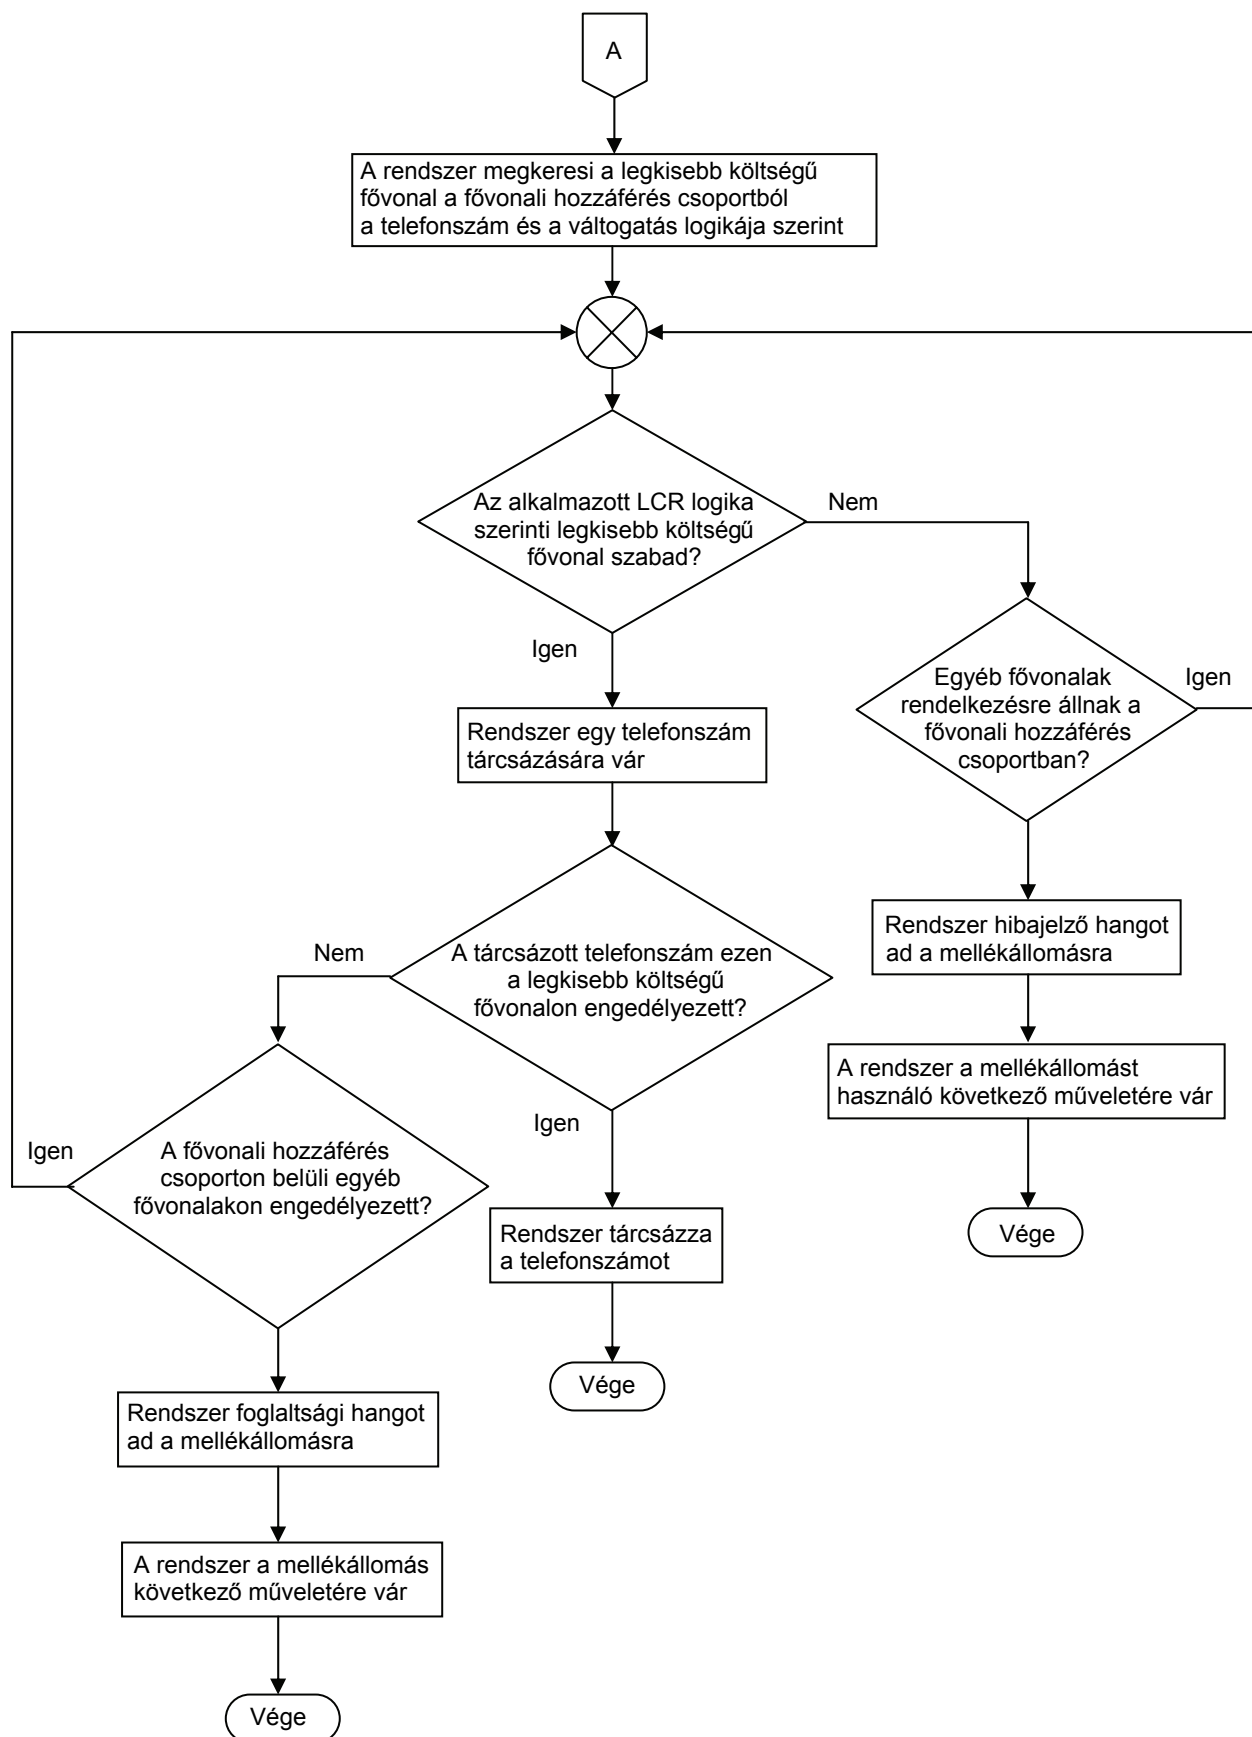 A
A rendszer megkeresi a legkisebb költségű
fővonal a fővonali hozzáférés csoportból
a telefonszám és a váltogatás logikája szerint
Az alkalmazott LCR logika
szerinti legkisebb költségű
fővonal szabad?
Nem
Igen
Egyéb fővonalak
rendelkezésre állnak a
fővonali hozzáférés
csoportban?
Igen
Rendszer egy telefonszám
tárcsázására vár
Rendszer hibajelző hangot
ad a mellékállomásra
Nem
A tárcsázott telefonszám ezen
a legkisebb költségű
fővonalon engedélyezett?
A rendszer a mellékállomást
használó következő műveletére vár
Igen
Igen
A fővonali hozzáférés
csoporton belüli egyéb
fővonalakon engedélyezett?
Rendszer tárcsázza
a telefonszámot
Vége
Vége
Rendszer foglaltsági hangot
ad a mellékállomásra
A rendszer a mellékállomás
következő műveletére vár
Vége